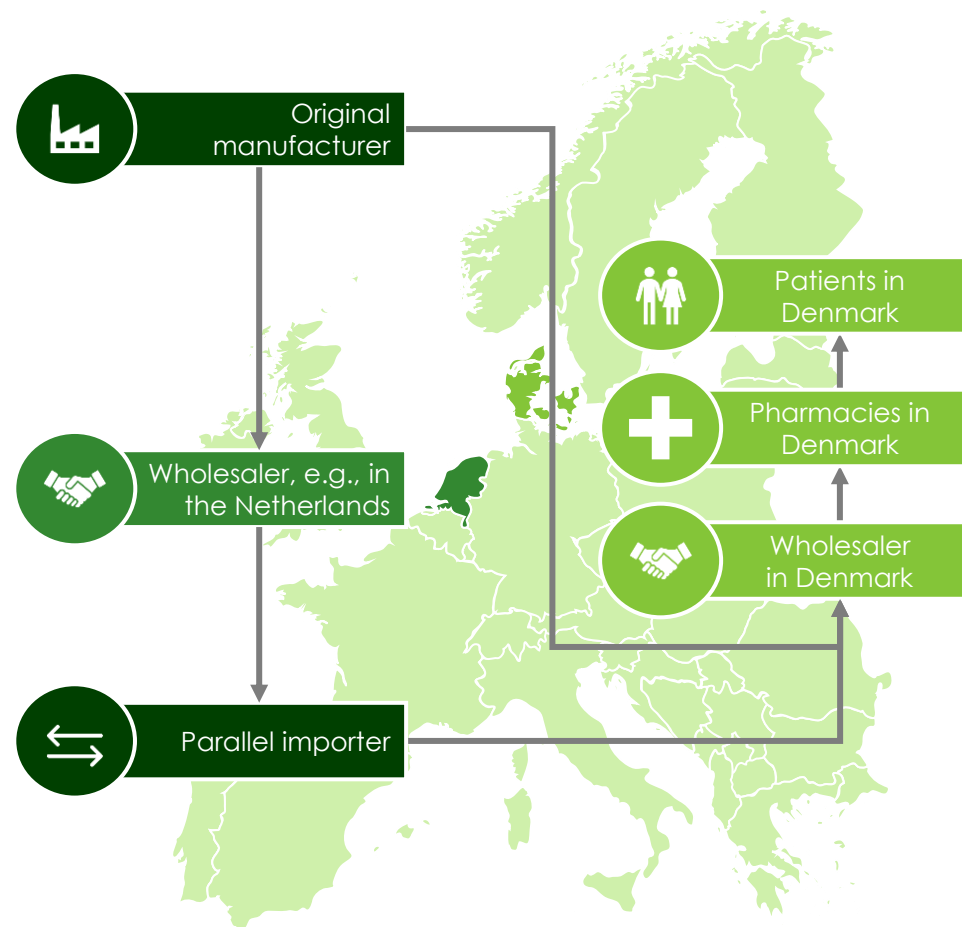 Original
manufacturer
Wholesaler, e.g., in
the Netherlands
Parallel importer
Patients in
Denmark
Pharmacies in
Denmark
Wholesaler
in Denmark